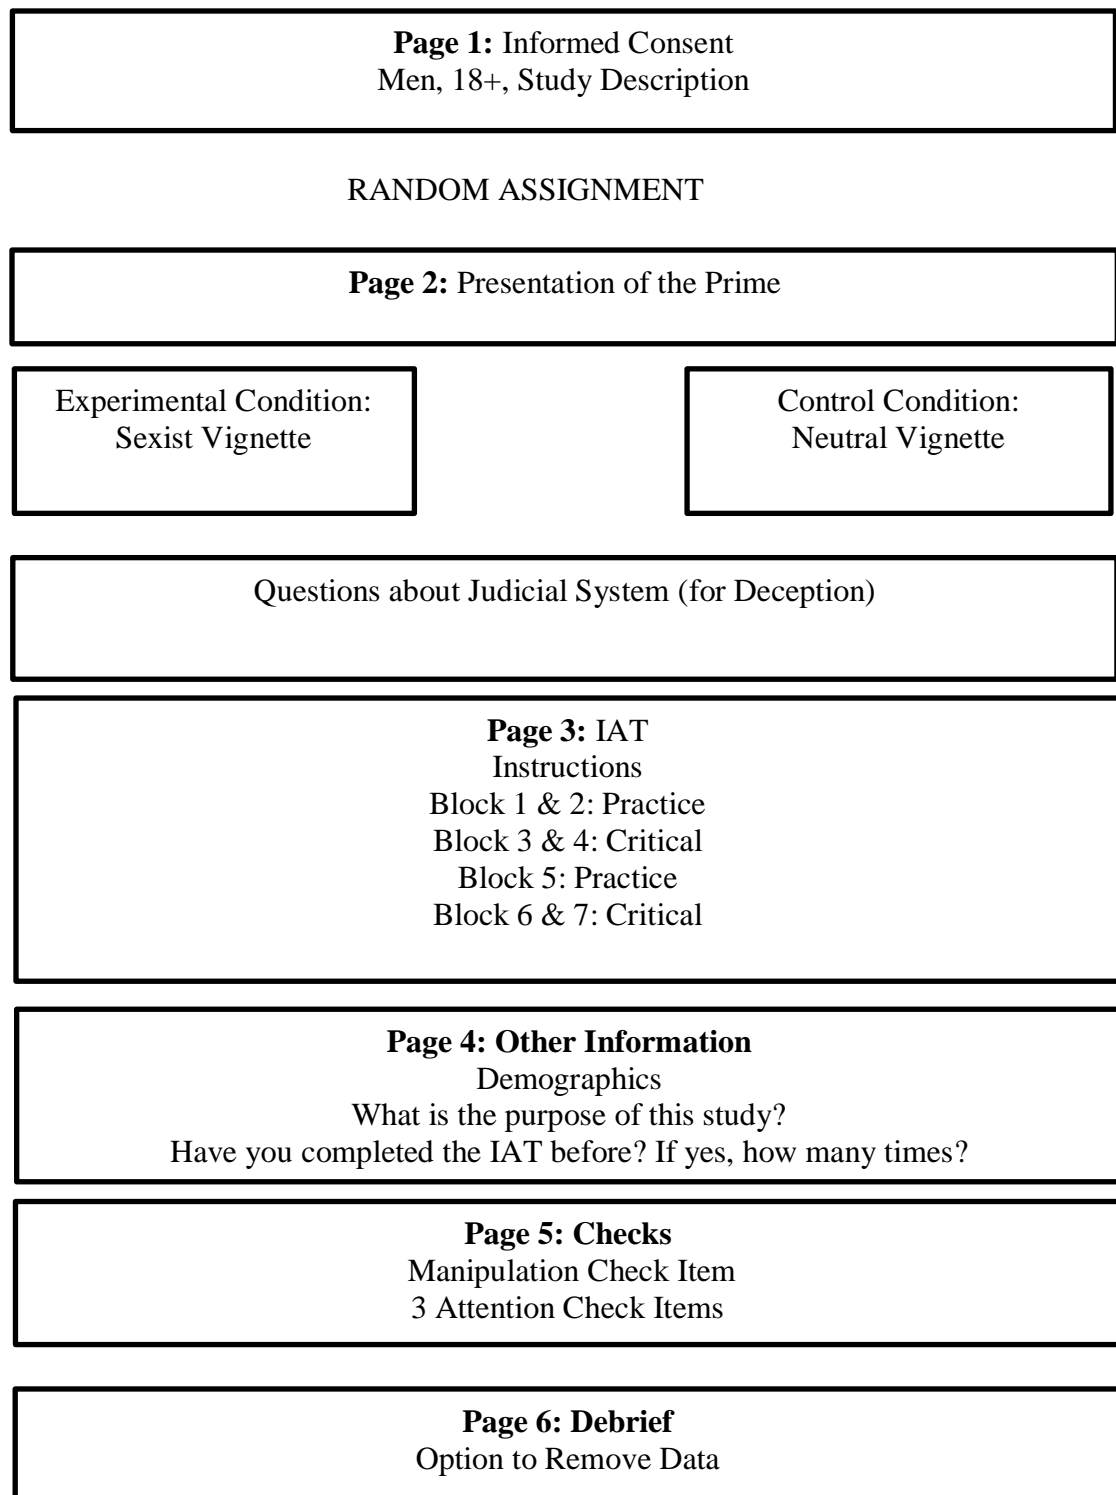 Page 1: Informed Consent
Men, 18+, Study Description
RANDOM ASSIGNMENT
Page 2: Presentation of the Prime
Experimental Condition:
Sexist Vignette
Control Condition:
Neutral Vignette
Questions about Judicial System (for Deception)
Page 3: IAT
Instructions
Block 1 & 2: Practice
Block 3 & 4: Critical
Block 5: Practice
Block 6 & 7: Critical
Page 4: Other Information
Demographics
What is the purpose of this study?
Have you completed the IAT before? If yes, how many times?
Page 5: Checks
Manipulation Check Item
3 Attention Check Items
Page 6: Debrief
Option to Remove Data